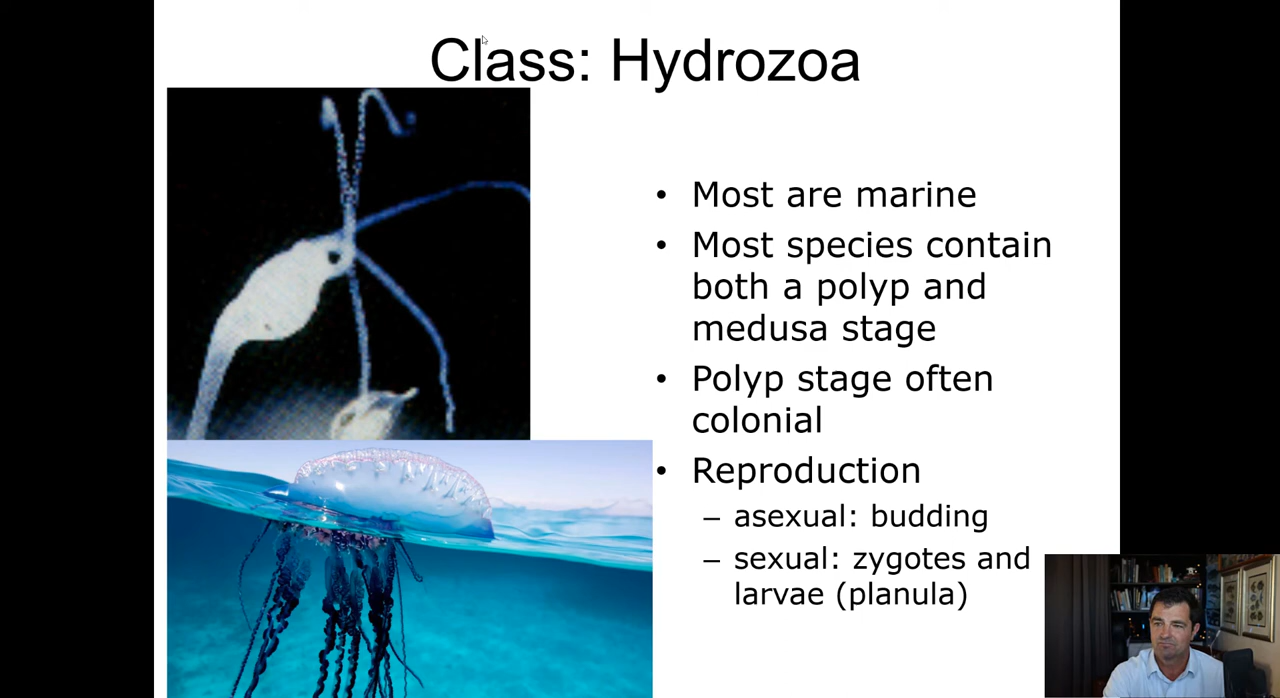 Class: Hydrozoa
• Most are marine
• Most species contain
both a polyp and
medusa stage
• Polyp stage often
colonial
• Reproduction
– asexual: budding
– sexual: zygotes and
larvae (planula)